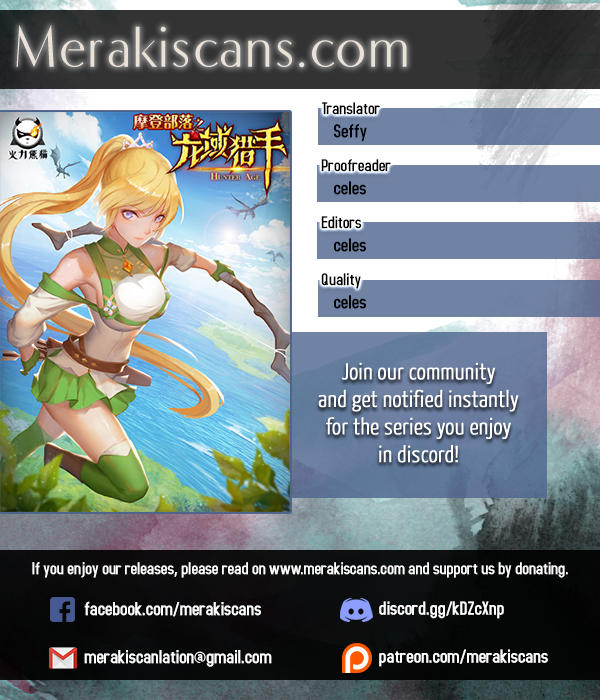 Merakiscans.com
火力熊猫
摩登部落之
龙域猎手
HUNTER AGE
Translator
Seffy
Proofreader
celes
Editors
celes
Quality
celes
Join our community
and get notified instantly
for the series you enjoy
in discord!
If you enjoy our releases, please read on www.merakiscans.com and support us by donating.
facebook.com/merakiscans
discord.gg/kDZcXnp
merakiscanlation@gmail.com
patreon.com/merakiscans